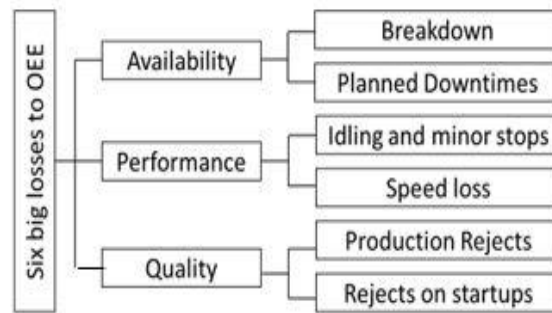 Six big losses to OEE
Availability
Breakdown
Planned Downtimes
Performance
Idling and minor stops
Speed loss
Quality
Production Rejects
Rejects on startups